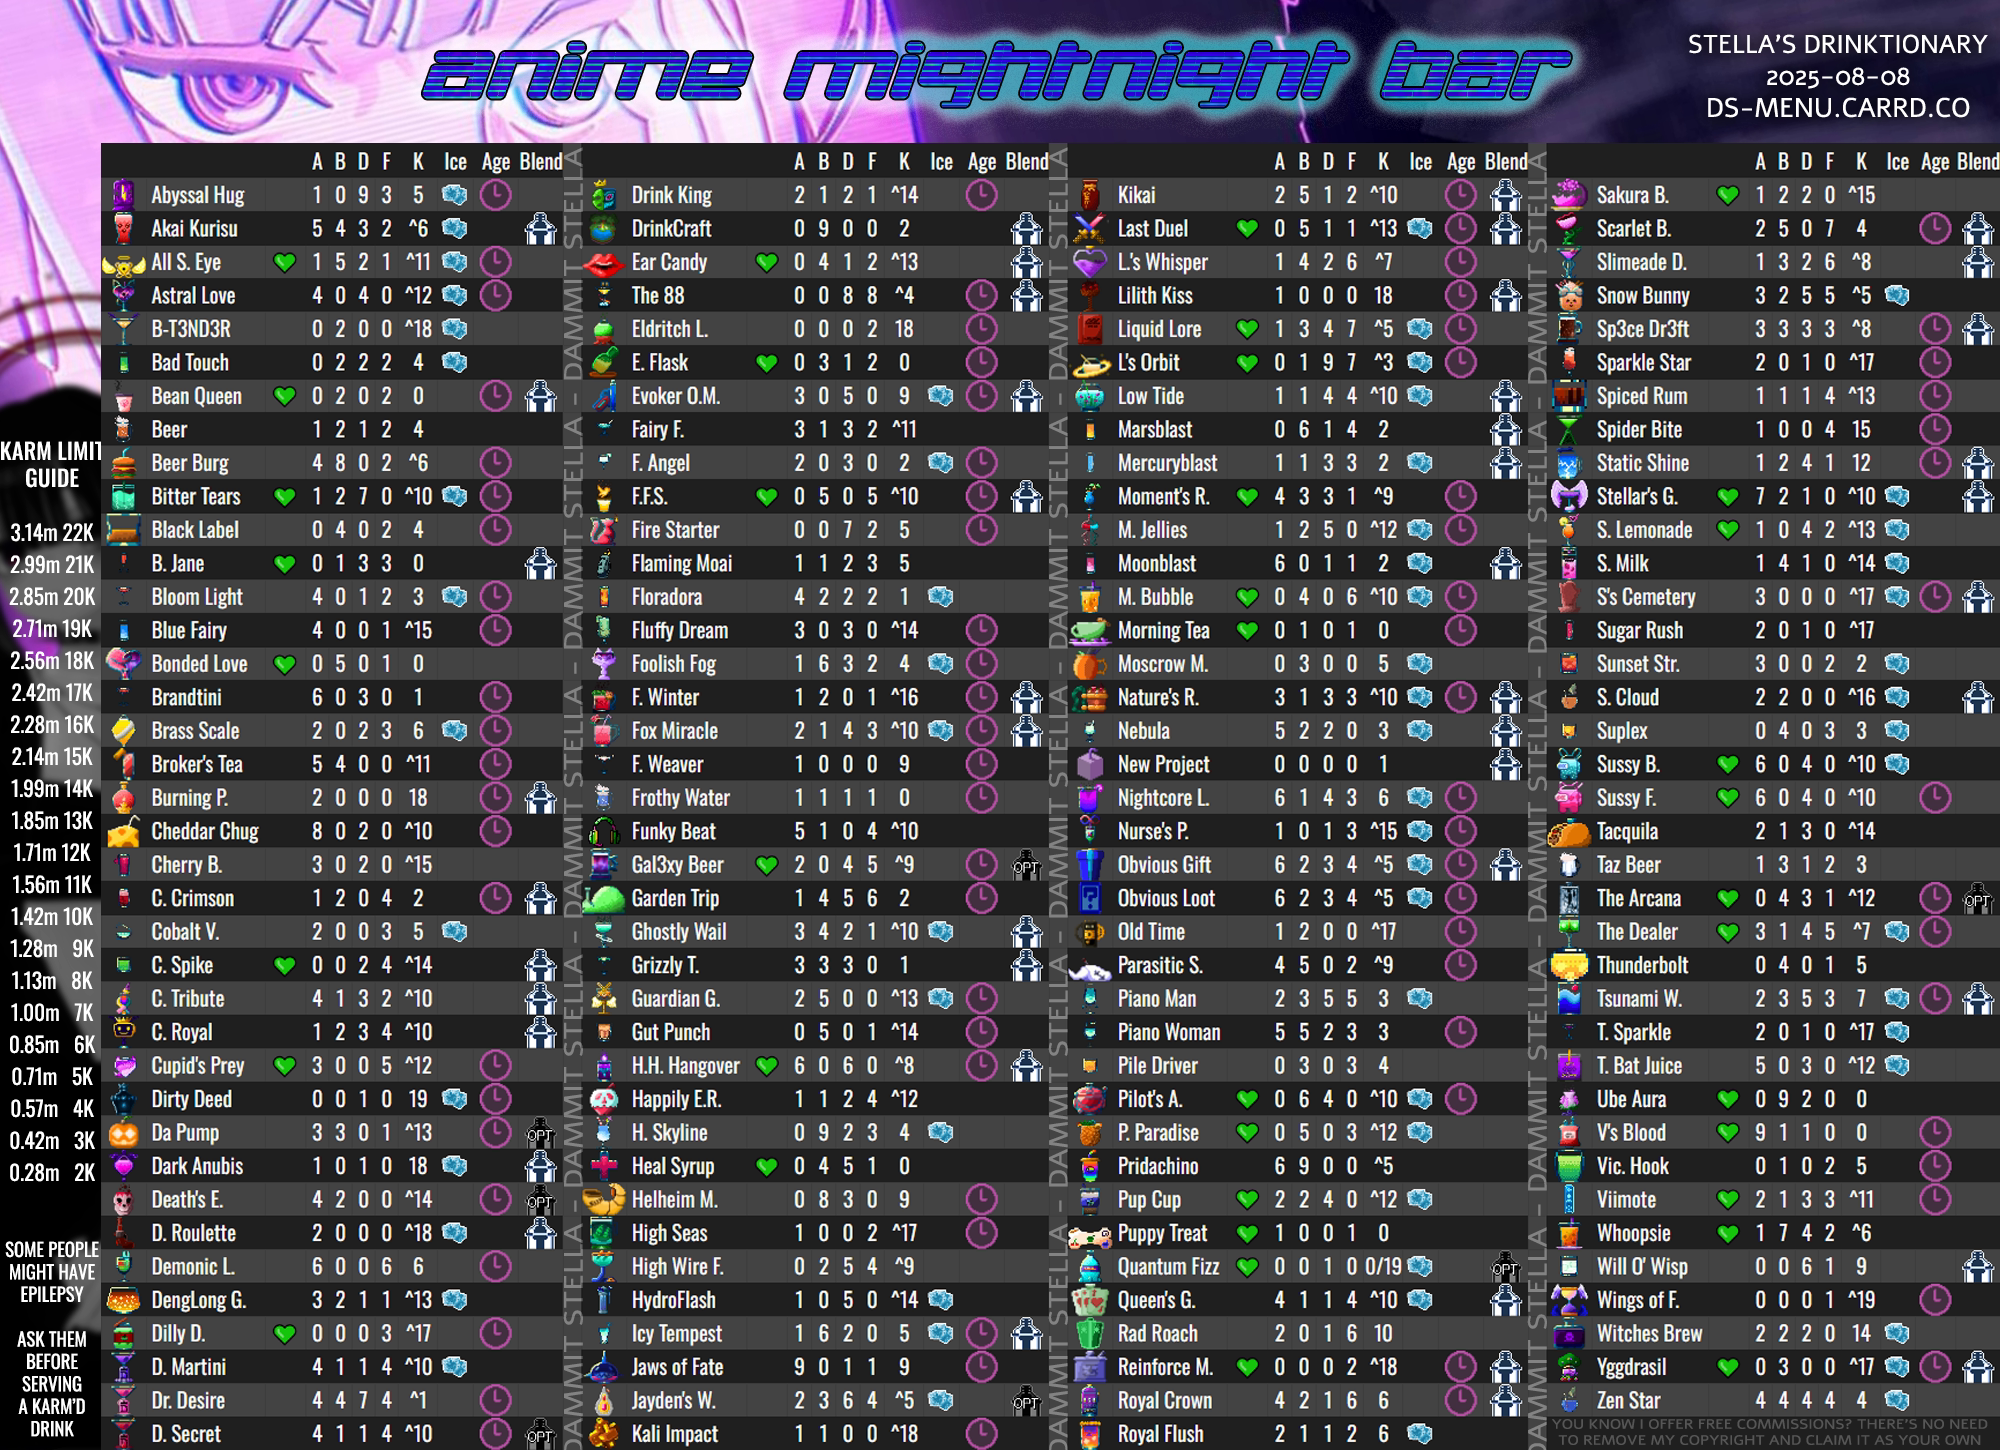 anime mightnight bar
STELLA'S DRINKTIONARY
2025-08-08
DS-MENU.CARRD.CO
KARM LIMIT
GUIDE
3.14m 22K
2.99m 21K
2.85m 20K
2.71m 19K
2.56m 18K
2.42m 17K
2.28m 16K
2.14m 15K
1.99m 14K
1.85m 13K
1.71m 12K
1.56m 11K
1.42m 10K
1.28m 9K
1.13m 8K
1.00m 7K
0.85m 6K
0.71m 5K
0.57m 4K
0.42m 3K
0.28m 2K
SOME PEOPLE
MIGHT HAVE
EPILEPSY
ASK THEM
BEFORE
SERVING
A KARM'D
DRINK
A B D F K Ice Age Blend
Abyssal Hug 1 0 9 3 5
Akai Kurisu 5 4 3 2 ^6
All S. Eye 1 5 2 1 ^11
Astral Love 4 0 4 0 ^12
B-T3ND3R 0 2 0 0 ^18
Bad Touch 0 2 2 2 4
Bean Queen 0 2 0 2 0
Beer 1 2 1 2 4
Beer Burg 4 8 0 2 ^6
Bitter Tears 1 2 7 0 ^10
Black Label 0 4 0 2 4
B. Jane 0 1 3 3 0
Bloom Light 4 0 1 2 3
Blue Fairy 4 0 0 1 ^15
Bonded Love 0 5 0 1 0
Brandtini 6 0 3 0 1
Brass Scale 2 0 2 3 6
Broker's Tea 5 4 0 0 ^11
Burning P. 2 0 0 0 18
Cheddar Chug 8 0 2 0 ^10
Cherry B. 3 0 2 0 ^15
C. Crimson 1 2 0 4 2
Cobalt V. 2 0 0 3 5
C. Spike 0 0 2 4 ^14
C. Tribute 4 1 3 2 ^10
C. Royal 1 2 3 4 ^10
Cupid's Prey 3 0 0 5 ^12
Dirty Deed 0 0 1 0 19
Da Pump 3 3 0 1 ^13 OPT
Dark Anubis 1 0 1 0 18
Death's E. 4 2 0 0 ^14 OPT
D. Roulette 2 0 0 0 ^18
Demonic L. 6 0 0 6 6
DengLong G. 3 2 1 1 ^13
Dilly D. 0 0 0 3 ^17
D. Martini 4 1 1 4 ^10
Dr. Desire 4 4 7 4 ^1
D. Secret 4 1 1 4 ^10 OPT
DAMMIT STELLA - DAMMIT STELLA - DAMMIT STELLA - DAMMIT STELLA
A B D F K Ice Age Blend
Drink King 2 1 2 1 ^14
DrinkCraft 0 9 0 0 2
Ear Candy 0 4 1 2 ^13
The 88 0 0 8 8 ^4
Eldritch L. 0 0 0 2 18
E. Flask 0 3 1 2 0
Evoker O.M. 3 0 5 0 9
Fairy F. 3 1 3 2 ^11
F. Angel 2 0 3 0 2
F.F.S. 0 5 0 5 ^10
Fire Starter 0 0 7 2 5
Flaming Moai 1 1 2 3 5
Floradora 4 2 2 2 1
Fluffy Dream 3 0 3 0 ^14
Foolish Fog 1 6 3 2 4
F. Winter 1 2 0 1 ^16
Fox Miracle 2 1 4 3 ^10
F. Weaver 1 0 0 0 9
Frothy Water 1 1 1 1 0
Funky Beat 5 1 0 4 ^10
Gal3xy Beer 2 0 4 5 ^9 OPT
Garden Trip 1 4 5 6 2
Ghostly Wail 3 4 2 1 ^10
Grizzly T. 3 3 3 0 1
Guardian G. 2 5 0 0 ^13
Gut Punch 0 5 0 1 ^14
H.H. Hangover 6 0 6 0 ^8
Happily E.R. 1 1 2 4 ^12
H. Skyline 0 9 2 3 4
Heal Syrup 0 4 5 1 0
Helheim M. 0 8 3 0 9
High Seas 1 0 0 2 ^17
High Wire F. 0 2 5 4 ^9
HydroFlash 1 0 5 0 ^14
Icy Tempest 1 6 2 0 5
Jaws of Fate 9 0 1 1 9
Jayden's W. 2 3 6 4 ^5 OPT
Kali Impact 1 1 0 0 ^18
DAMMIT STELLA - DAMMIT STELLA - DAMMIT STELLA - DAMMIT STELLA
A B D F K Ice Age Blend
Kikai 2 5 1 2 ^10
Last Duel 0 5 1 1 ^13
L.'s Whisper 1 4 2 6 ^7
Lilith Kiss 1 0 0 0 18
Liquid Lore 1 3 4 7 ^5
L's Orbit 0 1 9 7 ^3
Low Tide 1 1 4 4 ^10
Marsblast 0 6 1 4 2
Mercuryblast 1 1 3 3 2
Moment's R. 4 3 3 1 ^9
M. Jellies 1 2 5 0 ^12
Moonblast 6 0 1 1 2
M. Bubble 0 4 0 6 ^10
Morning Tea 0 1 0 1 0
Moscrow M. 0 3 0 0 5
Nature's R. 3 1 3 3 ^10
Nebula 5 2 2 0 3
New Project 0 0 0 0 1
Nightcore L. 6 1 4 3 6
Nurse's P. 1 0 1 3 ^15
Obvious Gift 6 2 3 4 ^5
Obvious Loot 6 2 3 4 ^5
Old Time 1 2 0 0 ^17
Parasitic S. 4 5 0 2 ^9
Piano Man 2 3 5 5 3
Piano Woman 5 5 2 3 3
Pile Driver 0 3 0 3 4
Pilot's A. 0 6 4 0 ^10
P. Paradise 0 5 0 3 ^12
Pridachino 6 9 0 0 ^5
Pup Cup 2 2 4 0 ^12
Puppy Treat 1 0 0 1 0
Quantum Fizz 0 0 1 0 0/19 OPT
Queen's G. 4 1 1 4 ^10
Rad Roach 2 0 1 6 10
Reinforce M. 0 0 0 2 ^18
Royal Crown 4 2 1 6 6
Royal Flush 2 1 1 2 6
DAMMIT STELLA - DAMMIT STELLA - DAMMIT STELLA - DAMMIT STELLA
A B D F K Ice Age Blend
Sakura B. 1 2 2 0 ^15
Scarlet B. 2 5 0 7 4
Slimeade D. 1 3 2 6 ^8
Snow Bunny 3 2 5 5 ^5
Sp3ce Dr3ft 3 3 3 3 ^8
Sparkle Star 2 0 1 0 ^17
Spiced Rum 1 1 1 4 ^13
Spider Bite 1 0 0 4 15
Static Shine 1 2 4 1 12
Stellar's G. 7 2 1 0 ^10
S. Lemonade 1 0 4 2 ^13
S. Milk 1 4 1 0 ^14
S's Cemetery 3 0 0 0 ^17
Sugar Rush 2 0 1 0 ^17
Sunset Str. 3 0 0 2 2
S. Cloud 2 2 0 0 ^16
Suplex 0 4 0 3 3
Sussy B. 6 0 4 0 ^10
Sussy F. 6 0 4 0 ^10
Tacquila 2 1 3 0 ^14
Taz Beer 1 3 1 2 3
The Arcana 0 4 3 1 ^12 OPT
The Dealer 3 1 4 5 ^7
Thunderbolt 0 4 0 1 5
Tsunami W. 2 3 5 3 7
T. Sparkle 2 0 1 0 ^17
T. Bat Juice 5 0 3 0 ^12
Ube Aura 0 9 2 0 0
V's Blood 9 1 1 0 0
Vic. Hook 0 1 0 2 5
Viimote 2 1 3 3 ^11
Whoopsie 1 7 4 2 ^6
Will O' Wisp 0 0 6 1 9
Wings of F. 0 0 0 1 ^19
Witches Brew 2 2 2 0 14
Yggdrasil 0 3 0 0 ^17
Zen Star 4 4 4 4 4
YOU KNOW I OFFER FREE COMMISSIONS? THERE'S NO NEED
TO REMOVE MY COPYRIGHT AND CLAIM IT AS YOUR OWN